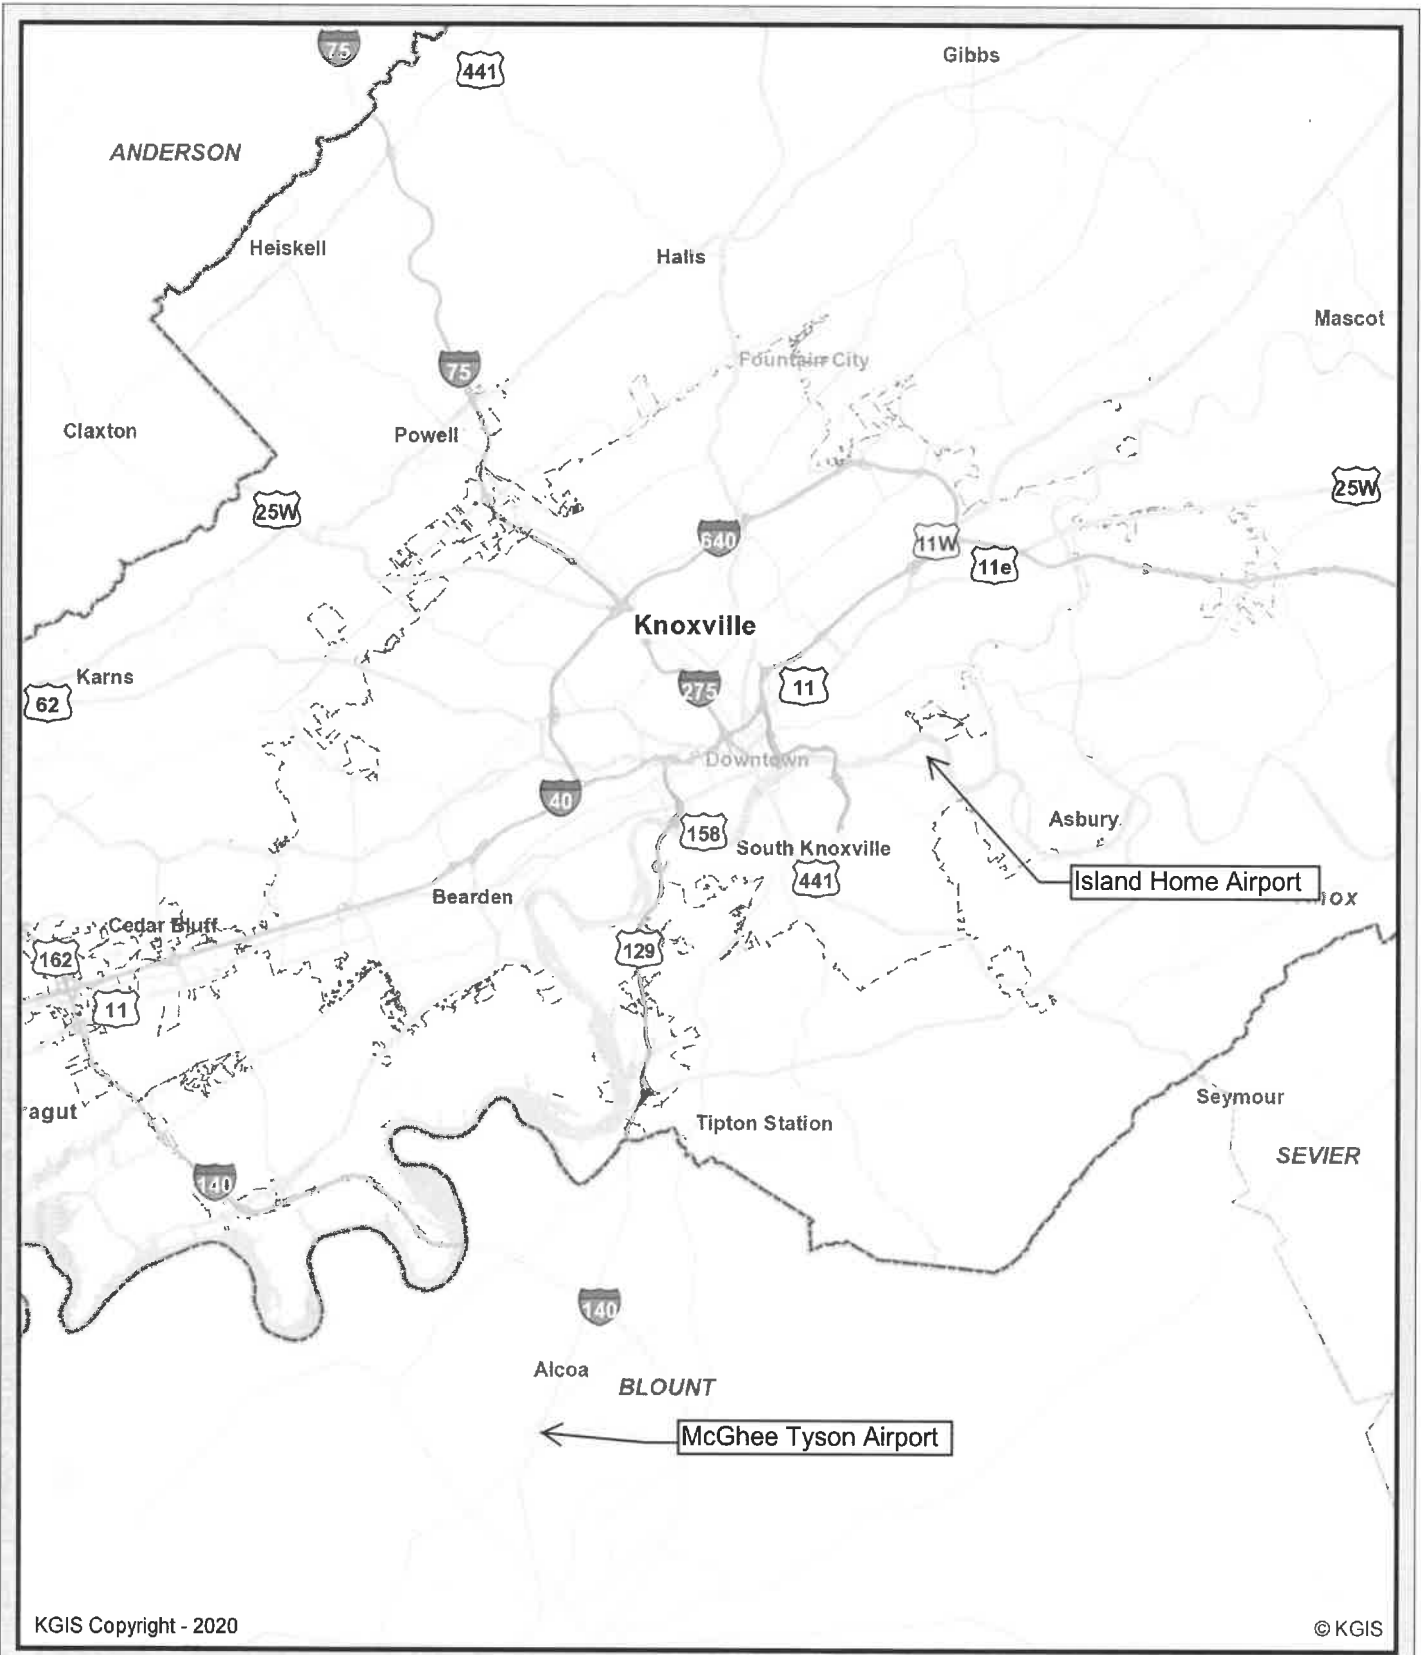 75
441
Gibbs
ANDERSON
Heiskell
Halls
Mascot
Fountain City
75
Claxton
Powell
25W
25W
640
11W
11e
Knoxville
Karns
62
275
11
Downtown
40
158
Asbury
South Knoxville
441
Island Home Airport
nox
Bearden
Cedar Bluff
129
162
11
Seymour
ragut
Tipton Station
SEVIER
140
140
Alcoa
BLOUNT
McGhee Tyson Airport
KGIS Copyright - 2020
© KGIS